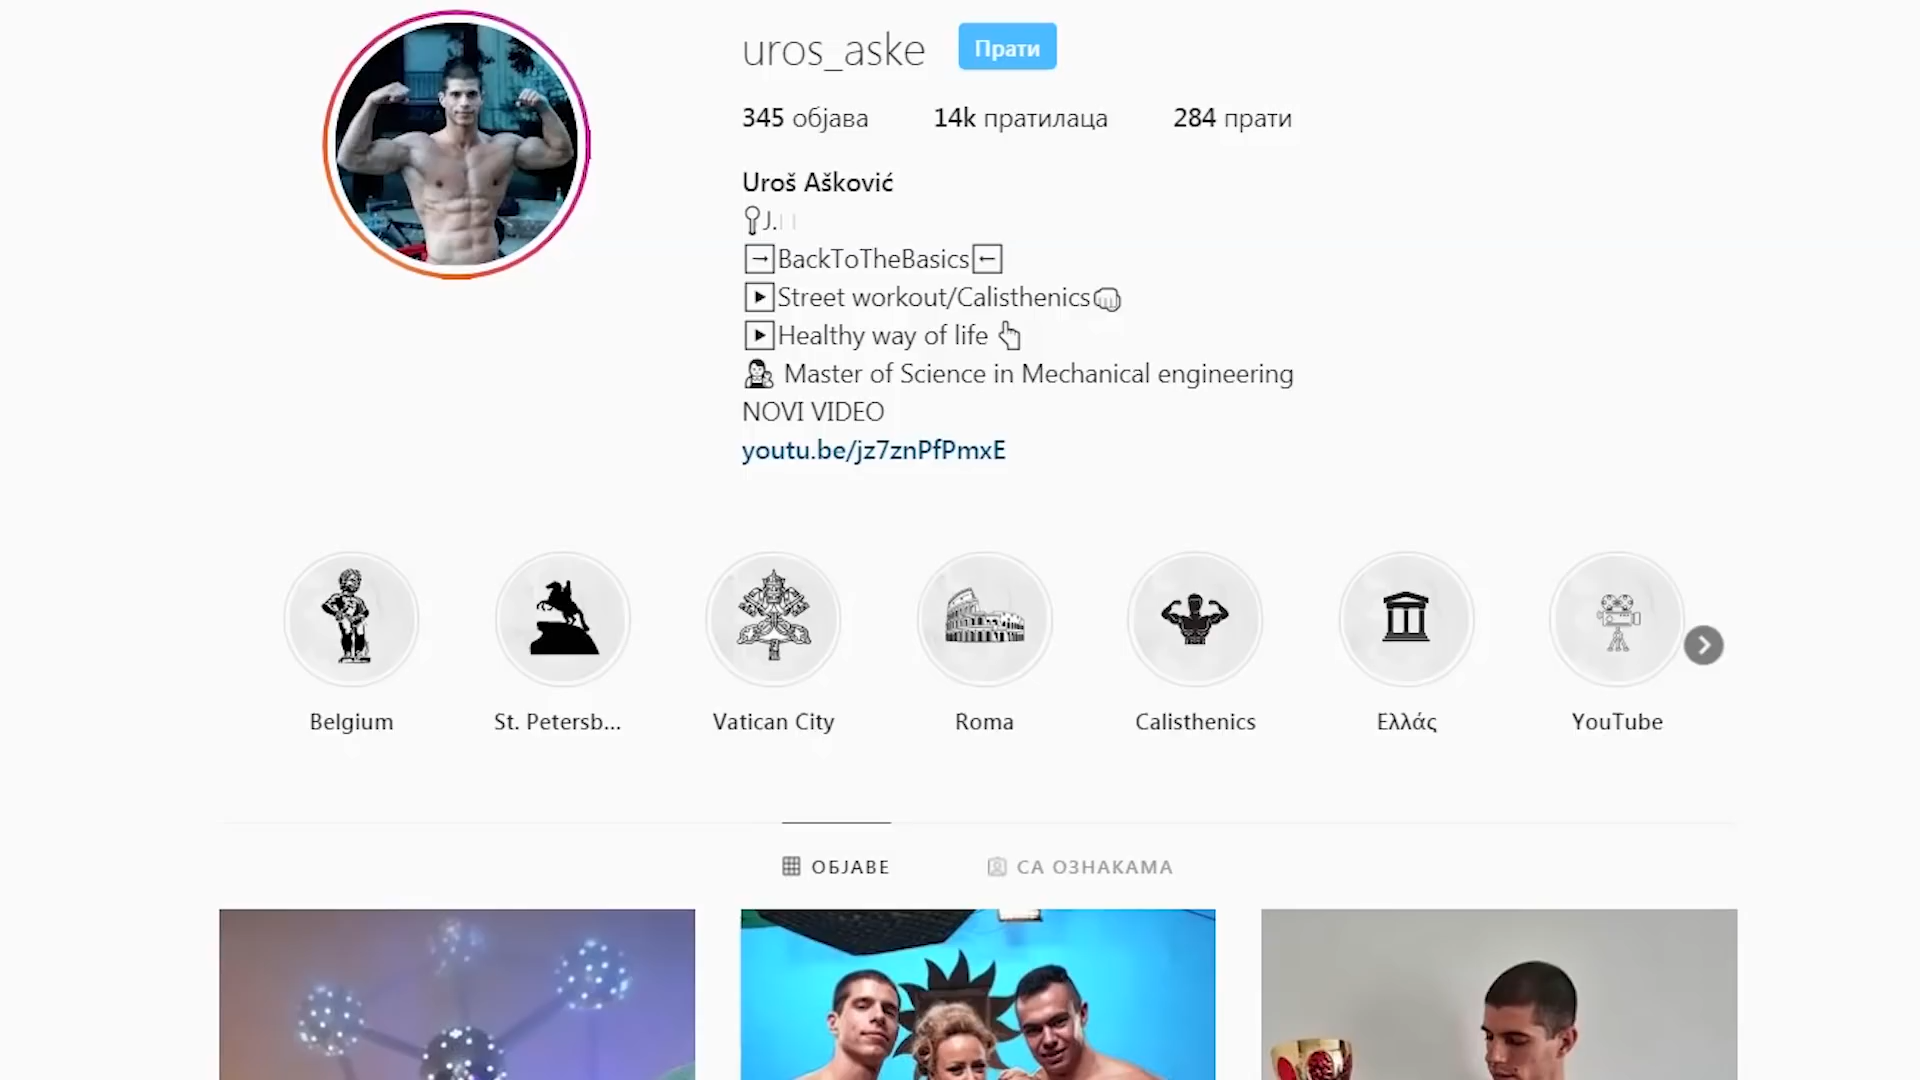 uros_aske Прати
345 објава 14k пратилаца 284 прати
Uroš Ašković
J.
BackToTheBasics
Street workout/Calisthenics
Healthy way of life
Master of Science in Mechanical engineering
NOVI VIDEO
youtu.be/jz7znPfPmxE
Belgium St. Petersb... Vatican City Roma Calisthenics Ελλάς YouTube
ОБЈАВЕ СА ОЗНАКАМА